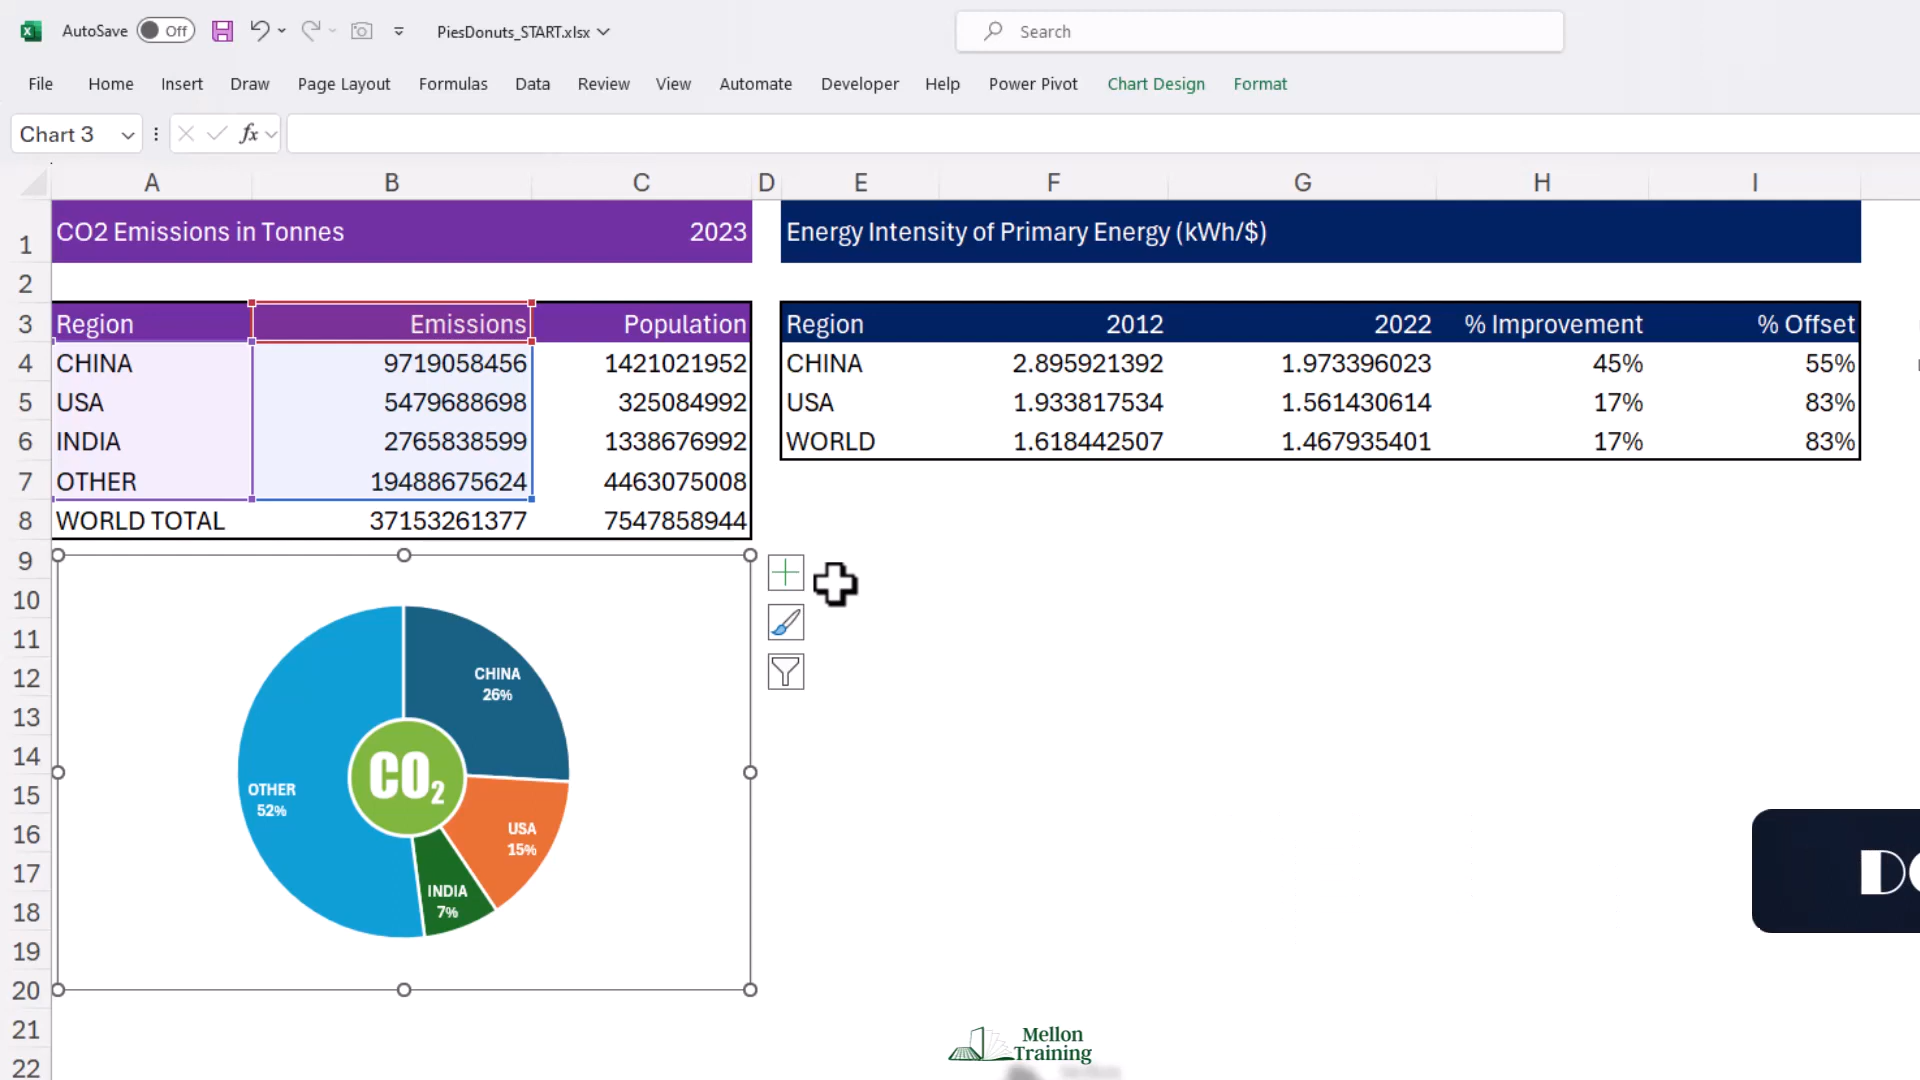 AutoSave Off PiesDonuts_START.xlsx Search
File Home Insert Draw Page Layout Formulas Data Review View Automate Developer Help Power Pivot Chart Design Format
Chart 3 fx
A B C D E F G H I
1 CO2 Emissions in Tonnes 2023 Energy Intensity of Primary Energy (kWh/$)
2
3 Region Emissions Population Region 2012 2022 % Improvement % Offset
4 CHINA 9719058456 1421021952 CHINA 2.895921392 1.973396023 45% 55%
5 USA 5479688698 325084992 USA 1.933817534 1.561430614 17% 83%
6 INDIA 2765838599 1338676992 WORLD 1.618442507 1.467935401 17% 83%
7 OTHER 19488675624 4463075008
8 WORLD TOTAL 37153261377 7547858944
9
10
11
12
13
14
15
16
17
18
19
20
21
22
CHINA
26%
CO2
OTHER
52%
USA
15%
INDIA
7%
Mellon
Training